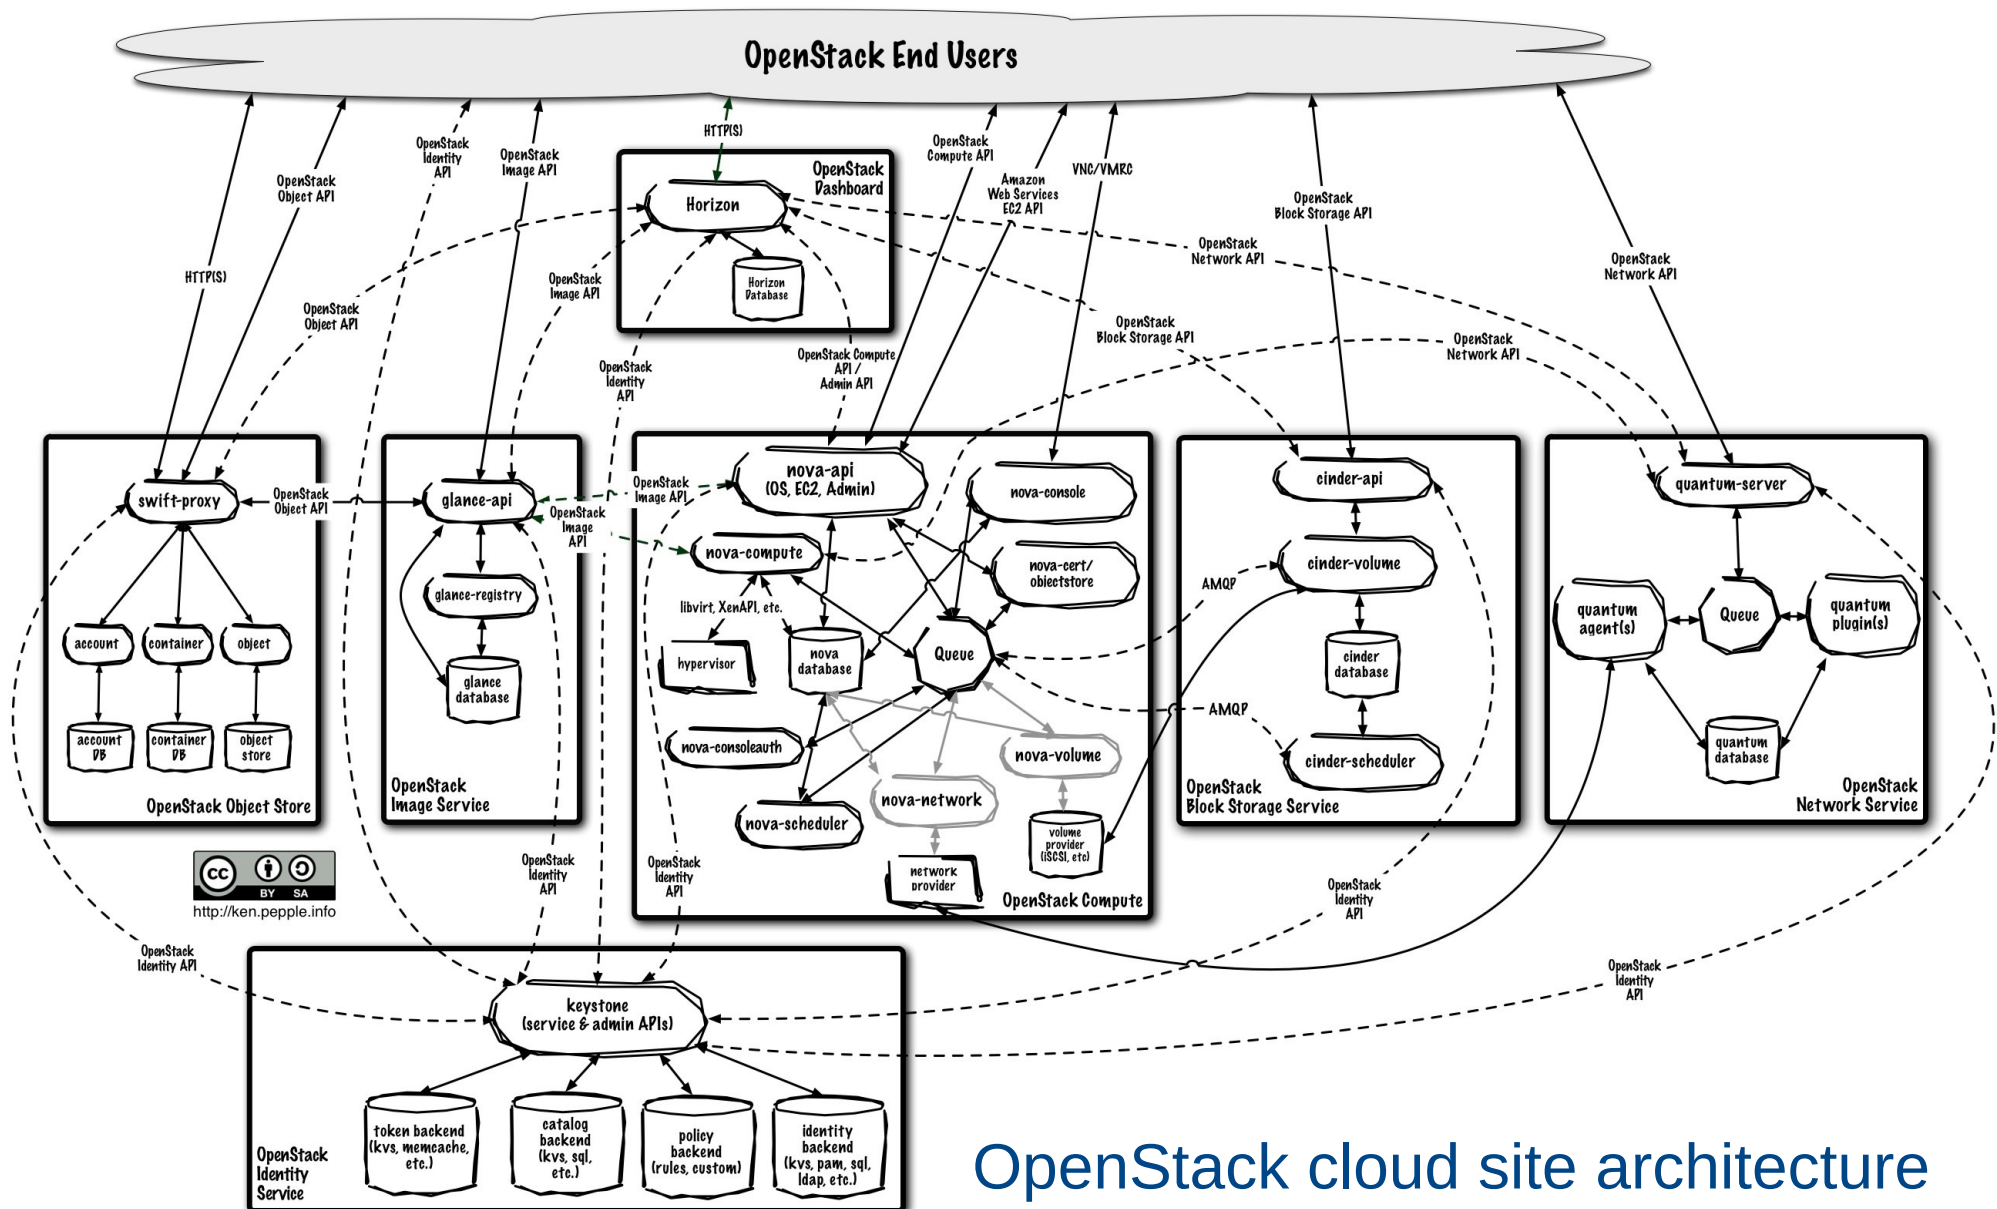 OpenStack End Users
HTTP(S)
OpenStack
Object API
OpenStack
Identity
API
OpenStack
Image API
HTTP(S)
OpenStack
Compute API
Amazon
Web Services
EC2 API
VNC/VMRC
OpenStack
Block Storage API
OpenStack
Network API
OpenStack
Dashboard
Horizon
Horizon
Database
OpenStack
Object API
OpenStack
Image API
OpenStack
Identity
API
OpenStack Compute
API /
Admin API
OpenStack
Block Storage API
OpenStack
Network API
OpenStack
Network API
swift-proxy
account
container
object
account
DB
container
DB
object
store
OpenStack Object Store
OpenStack
Object API
glance-api
glance-registry
glance
database
OpenStack
Image Service
OpenStack
Image API
OpenStack
Image
API
nova-api
(OS, EC2, Admin)
nova-console
nova-compute
nova-cert/
objectstore
libvirt, XenAPI, etc.
hypervisor
nova
database
Queue
nova-consoleauth
nova-volume
nova-network
nova-scheduler
volume
provider
(iSCSI, etc)
network
provider
OpenStack Compute
cinder-api
cinder-volume
AMQP
cinder
database
AMQP
cinder-scheduler
OpenStack
Block Storage Service
quantum-server
quantum
agent(s)
Queue
quantum
plugin(s)
quantum
database
OpenStack
Network Service
cc
BY SA
http://ken.pepple.info
OpenStack
Identity API
OpenStack
Identity
API
OpenStack
Identity
API
OpenStack
Identity
API
OpenStack
Identity
API
keystone
(service & admin APIs)
token backend
(kvs, memcache,
etc.)
catalog
backend
(kvs, sql,
etc.)
policy
backend
(rules, custom)
identity
backend
(kvs, pam, sql,
ldap, etc.)
OpenStack
Identity
Service
OpenStack cloud site architecture